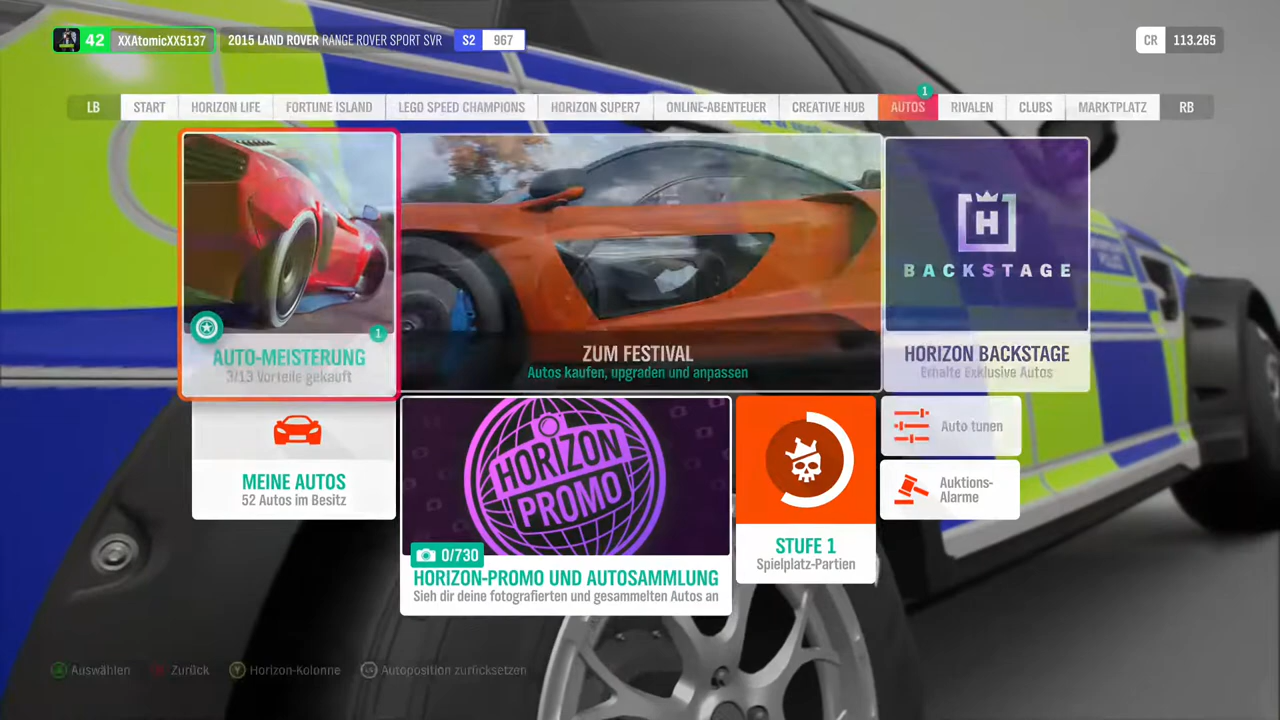 42 XXAtomicXX5137 2015 LAND ROVER RANGE ROVER SPORT SVR S2 967 CR 113.265
LB START HORIZON LIFE FORTUNE ISLAND LEGO SPEED CHAMPIONS HORIZON SUPER7 ONLINE-ABENTEUER CREATIVE HUB AUTOS 1 RIVALEN CLUBS MARKTPLATZ RB
1
AUTO-MEISTERUNG
3/13 Vorteile gekauft
ZUM FESTIVAL
Autos kaufen, upgraden und anpassen
H
BACKSTAGE
HORIZON BACKSTAGE
Erhalte Exklusive Autos
MEINE AUTOS
52 Autos im Besitz
HORIZON
PROMO
0/730
HORIZON-PROMO UND AUTOSAMMLUNG
Sieh dir deine fotografierten und gesammelten Autos an
STUFE 1
Spielplatz-Partien
Auto tunen
Auktions-
Alarme
POLICE
Auswählen Zurück Y Horizon-Kolonne Autoposition zurücksetzen